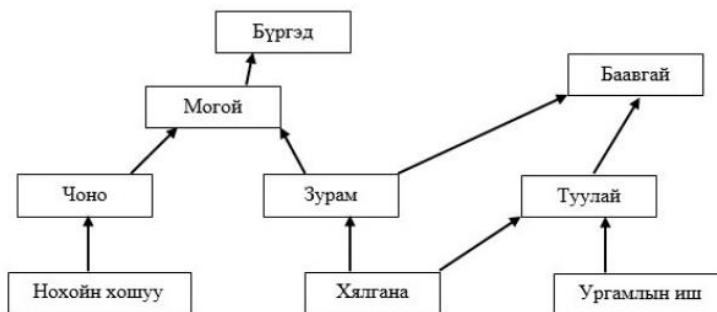 Бүргэд
Баавгай
Могой
Чоно
Зурам
Туулай
Нохойн хошуу
Хялгана
Ургамлын иш